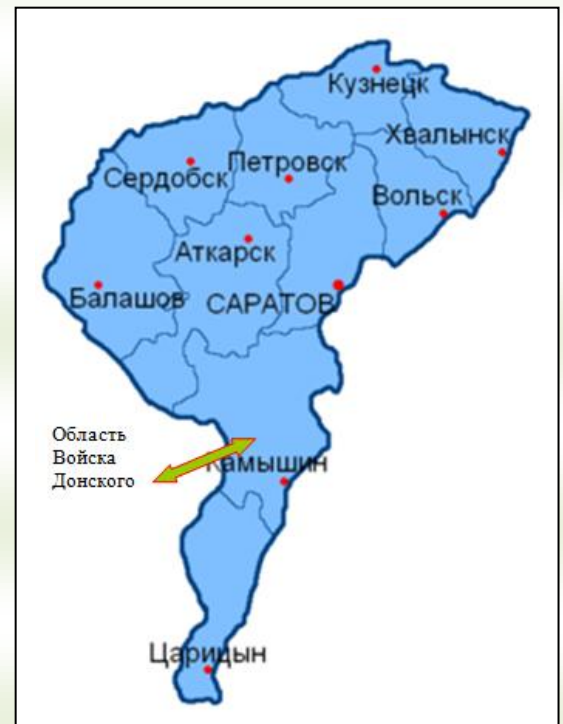 Кузнецк
Хвалынск
Сердобск
Петровск
Вольск
Аткарск
Балашов
САРАТОВ
Область
Войска
Донского
Камышин
Царицын